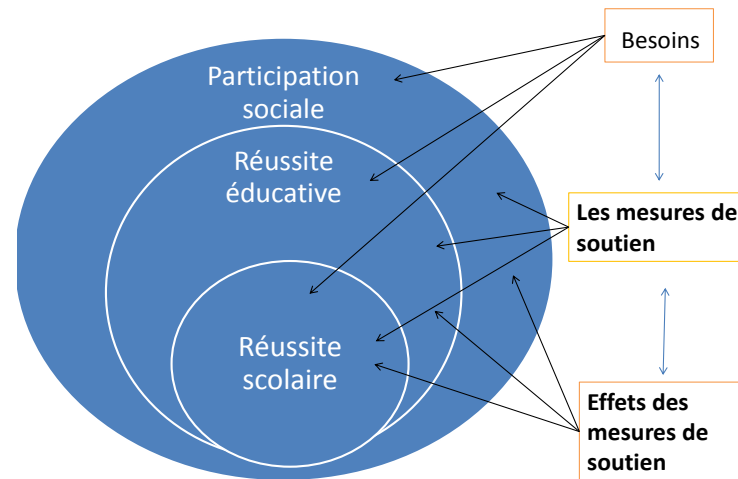 Participation
sociale
Réussite
éducative
Réussite
scolaire
Besoins
Les mesures de
soutien
Effets des
mesures de
soutien